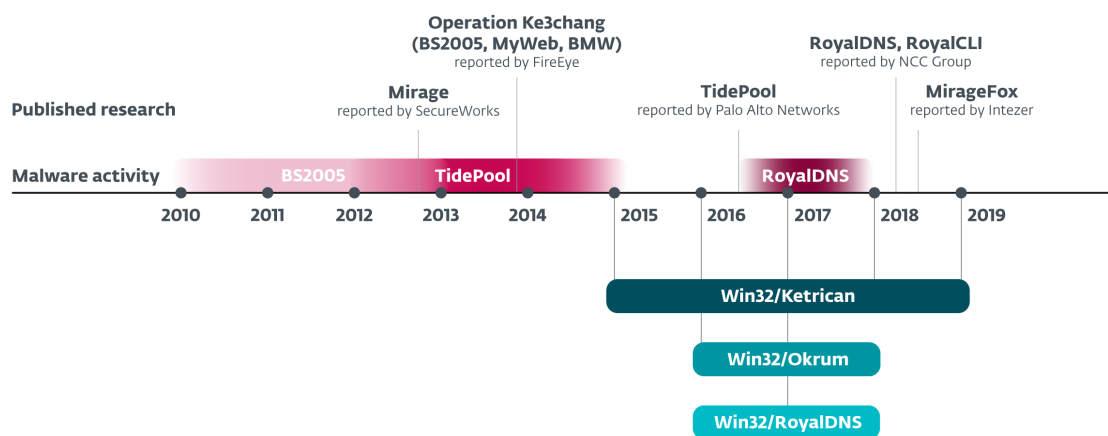 Operation Ke3chang
(BS2005, MyWeb, BMW)
reported by FireEye
RoyalDNS, RoyalCLI
reported by NCC Group
Mirage
reported by SecureWorks
TidePool
reported by Palo Alto Networks
MirageFox
reported by Intezer
Published research
Malware activity
BS2005
TidePool
RoyalDNS
2010 2011 2012 2013 2014 2015 2016 2017 2018 2019
Win32/Ketrican
Win32/Okrum
Win32/RoyalDNS